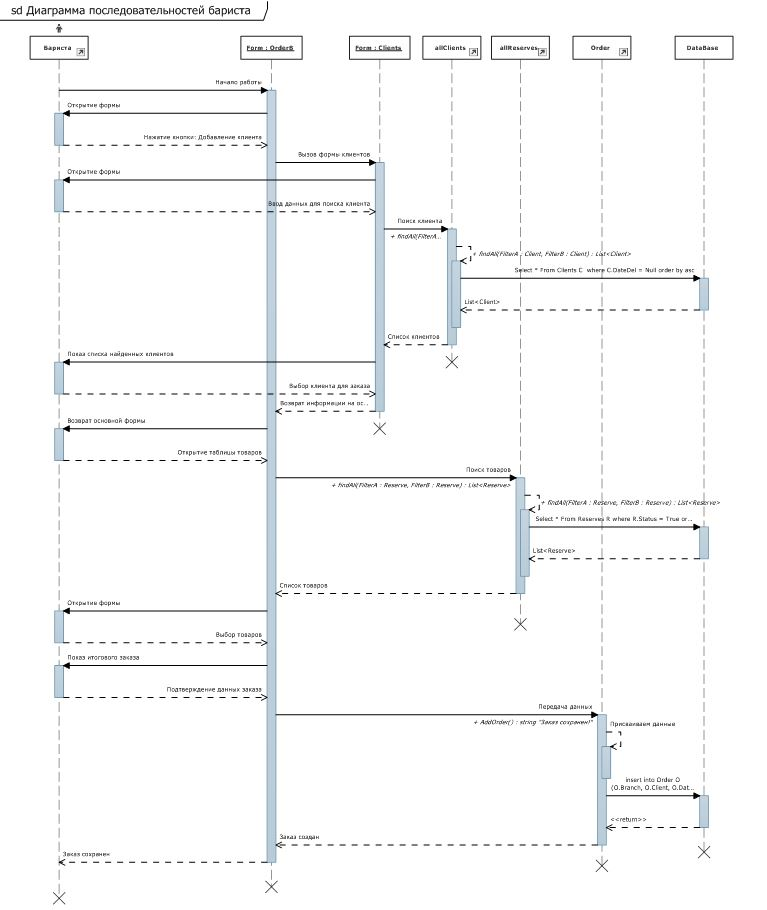 sd Диаграмма последовательностей бариста
Бариста
Form : OrderB
Form : Clients
allClients
allReserves
Order
DataBase
Начало работы
Открытие формы
Нажатие кнопки: Добавление клиента
Вызов формы клиентов
Открытие формы
Ввод данных для поиска клиента
Поиск клиента
+ findAll(FilterA...
+ findAll(FilterA : Client, FilterB : Client) : List<Client>
Select * From Clients C where C.DateDel = Null order by asc
List<Client>
Список клиентов
Показ списка найденных клиентов
Выбор клиента для заказа
Возврат информации на ос...
Возврат основной формы
Открытие таблицы товаров
Поиск товаров
+ findAll(FilterA : Reserve, FilterB : Reserve) : List<Reserve>
+ findAll(FilterA : Reserve, FilterB : Reserve) : List<Reserve>
Select * From Reserves R where R.Status = True or...
List<Reserve>
Список товаров
Открытие формы
Выбор товаров
Показ итогового заказа
Подтверждение данных заказа
Передача данных
+ AddOrder() : string "Заказ сохранен!"
Присваиваем данные
insert into Order O
(O.Branch, O.Client, O.Dat...
<<return>>
Заказ создан
Заказ сохранен